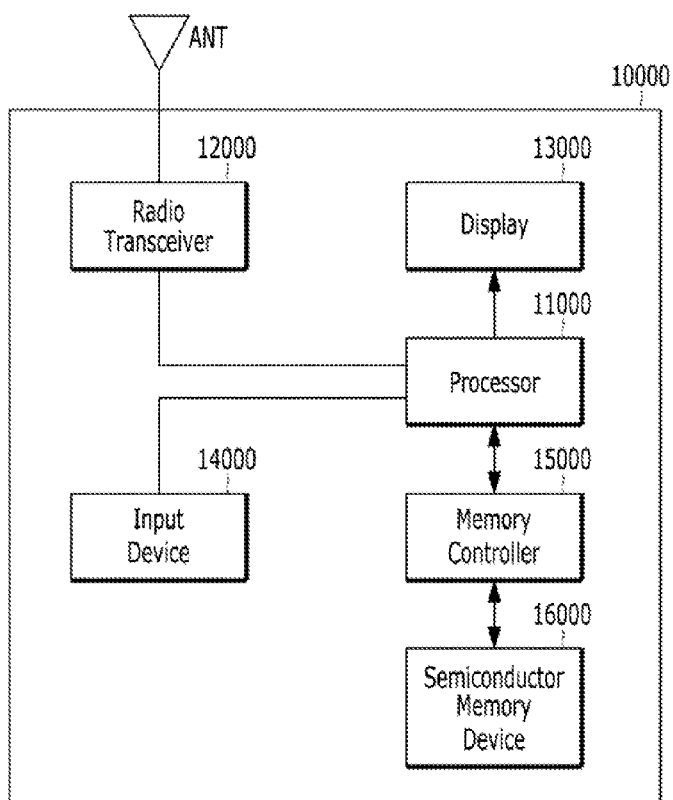 ANT
10000
12000
13000
Radio
Transceiver
Display
11000
Processor
14000
15000
Input
Device
Memory
Controller
16000
Semiconductor
Memory
Device